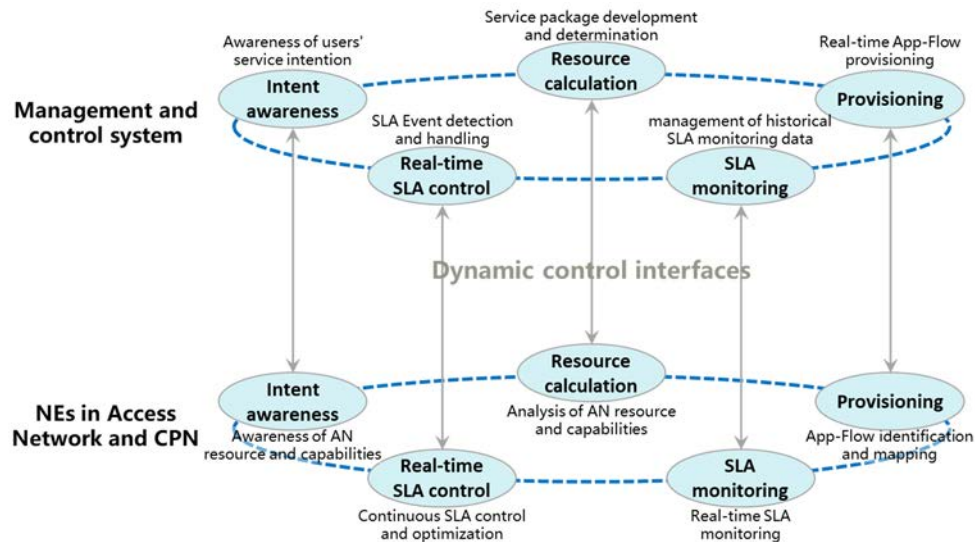 Service package development
and determination
Awareness of users'
service intention
Real-time App-Flow
provisioning
Resource
calculation
Intent
awareness
Provisioning
Management and
control system
SLA Event detection
and handling
management of historical
SLA monitoring data
Real-time
SLA control
SLA
monitoring
Dynamic control interfaces
Resource
calculation
Intent
awareness
Provisioning
NEs in Access
Network and CPN
Analysis of AN resource
and capabilities
Awareness of AN
resource and capabilities
App-Flow identification
and mapping
Real-time
SLA control
SLA
monitoring
Continuous SLA control
and optimization
Real-time SLA
monitoring